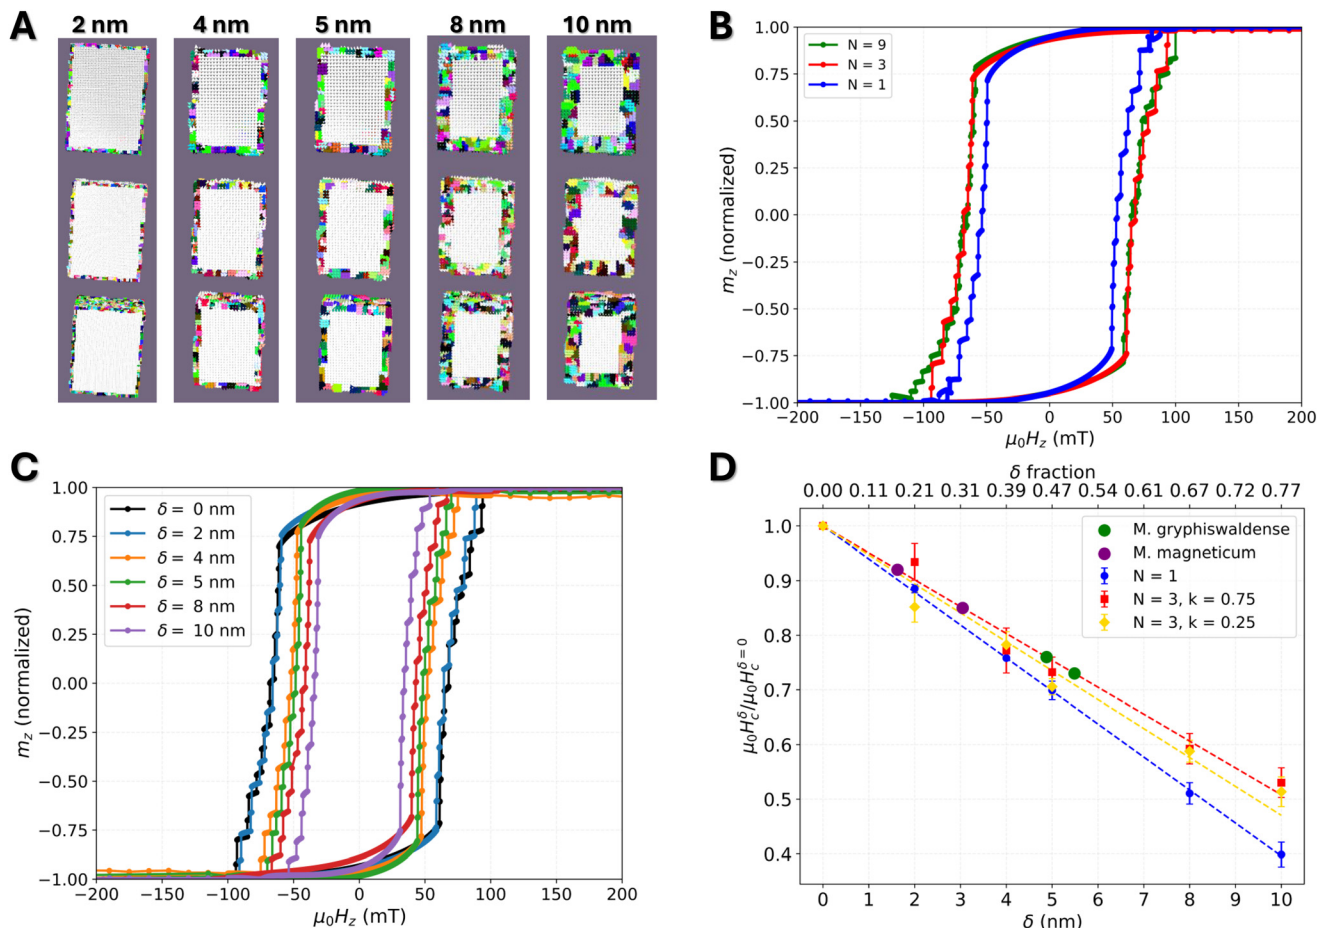 A
2 nm 4 nm 5 nm 8 nm 10 nm
B
N = 9
N = 3
N = 1
1.00
0.75
0.50
0.25
0.00
−0.25
−0.50
−0.75
−1.00
m_z (normalized)
−200 −150 −100 −50 0 50 100 150 200
μ₀H_z (mT)
C
δ = 0 nm
δ = 2 nm
δ = 4 nm
δ = 5 nm
δ = 8 nm
δ = 10 nm
1.00
0.75
0.50
0.25
0.00
−0.25
−0.50
−0.75
−1.00
m_z (normalized)
−200 −150 −100 −50 0 50 100 150 200
μ₀H_z (mT)
D
δ fraction
0.00 0.11 0.21 0.31 0.39 0.47 0.54 0.61 0.67 0.72 0.77
M. gryphiswaldense
M. magneticum
N = 1
N = 3, k = 0.75
N = 3, k = 0.25
1.0
0.9
0.8
0.7
0.6
0.5
0.4
μ₀H_c^δ/μ₀H_c^{δ=0}
0 1 2 3 4 5 6 7 8 9 10
δ (nm)